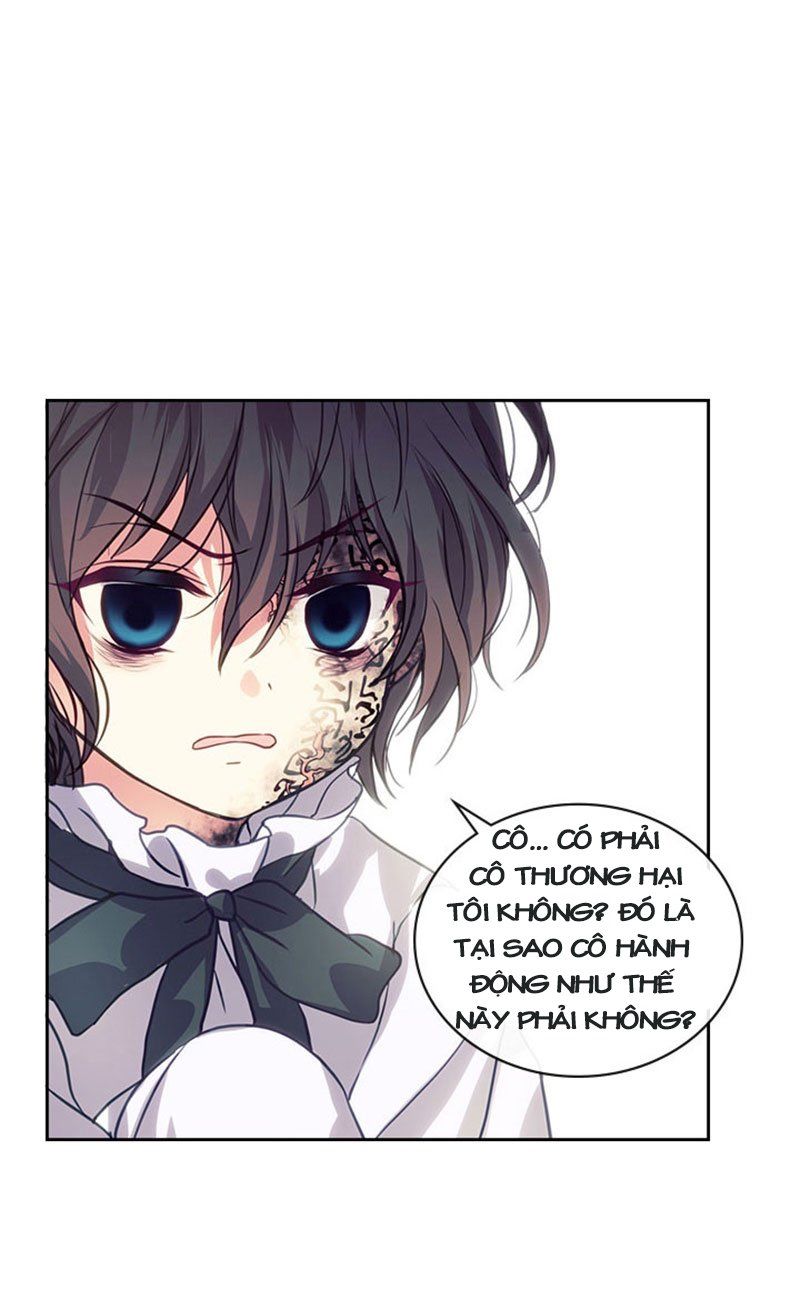 CÔ... CÓ PHẢI
CÔ THƯƠNG HẠI
TÔI KHÔNG? ĐÓ LÀ
TẠI SAO CÔ HÀNH
ĐỘNG NHƯ THẾ
NÀY PHẢI KHÔNG?